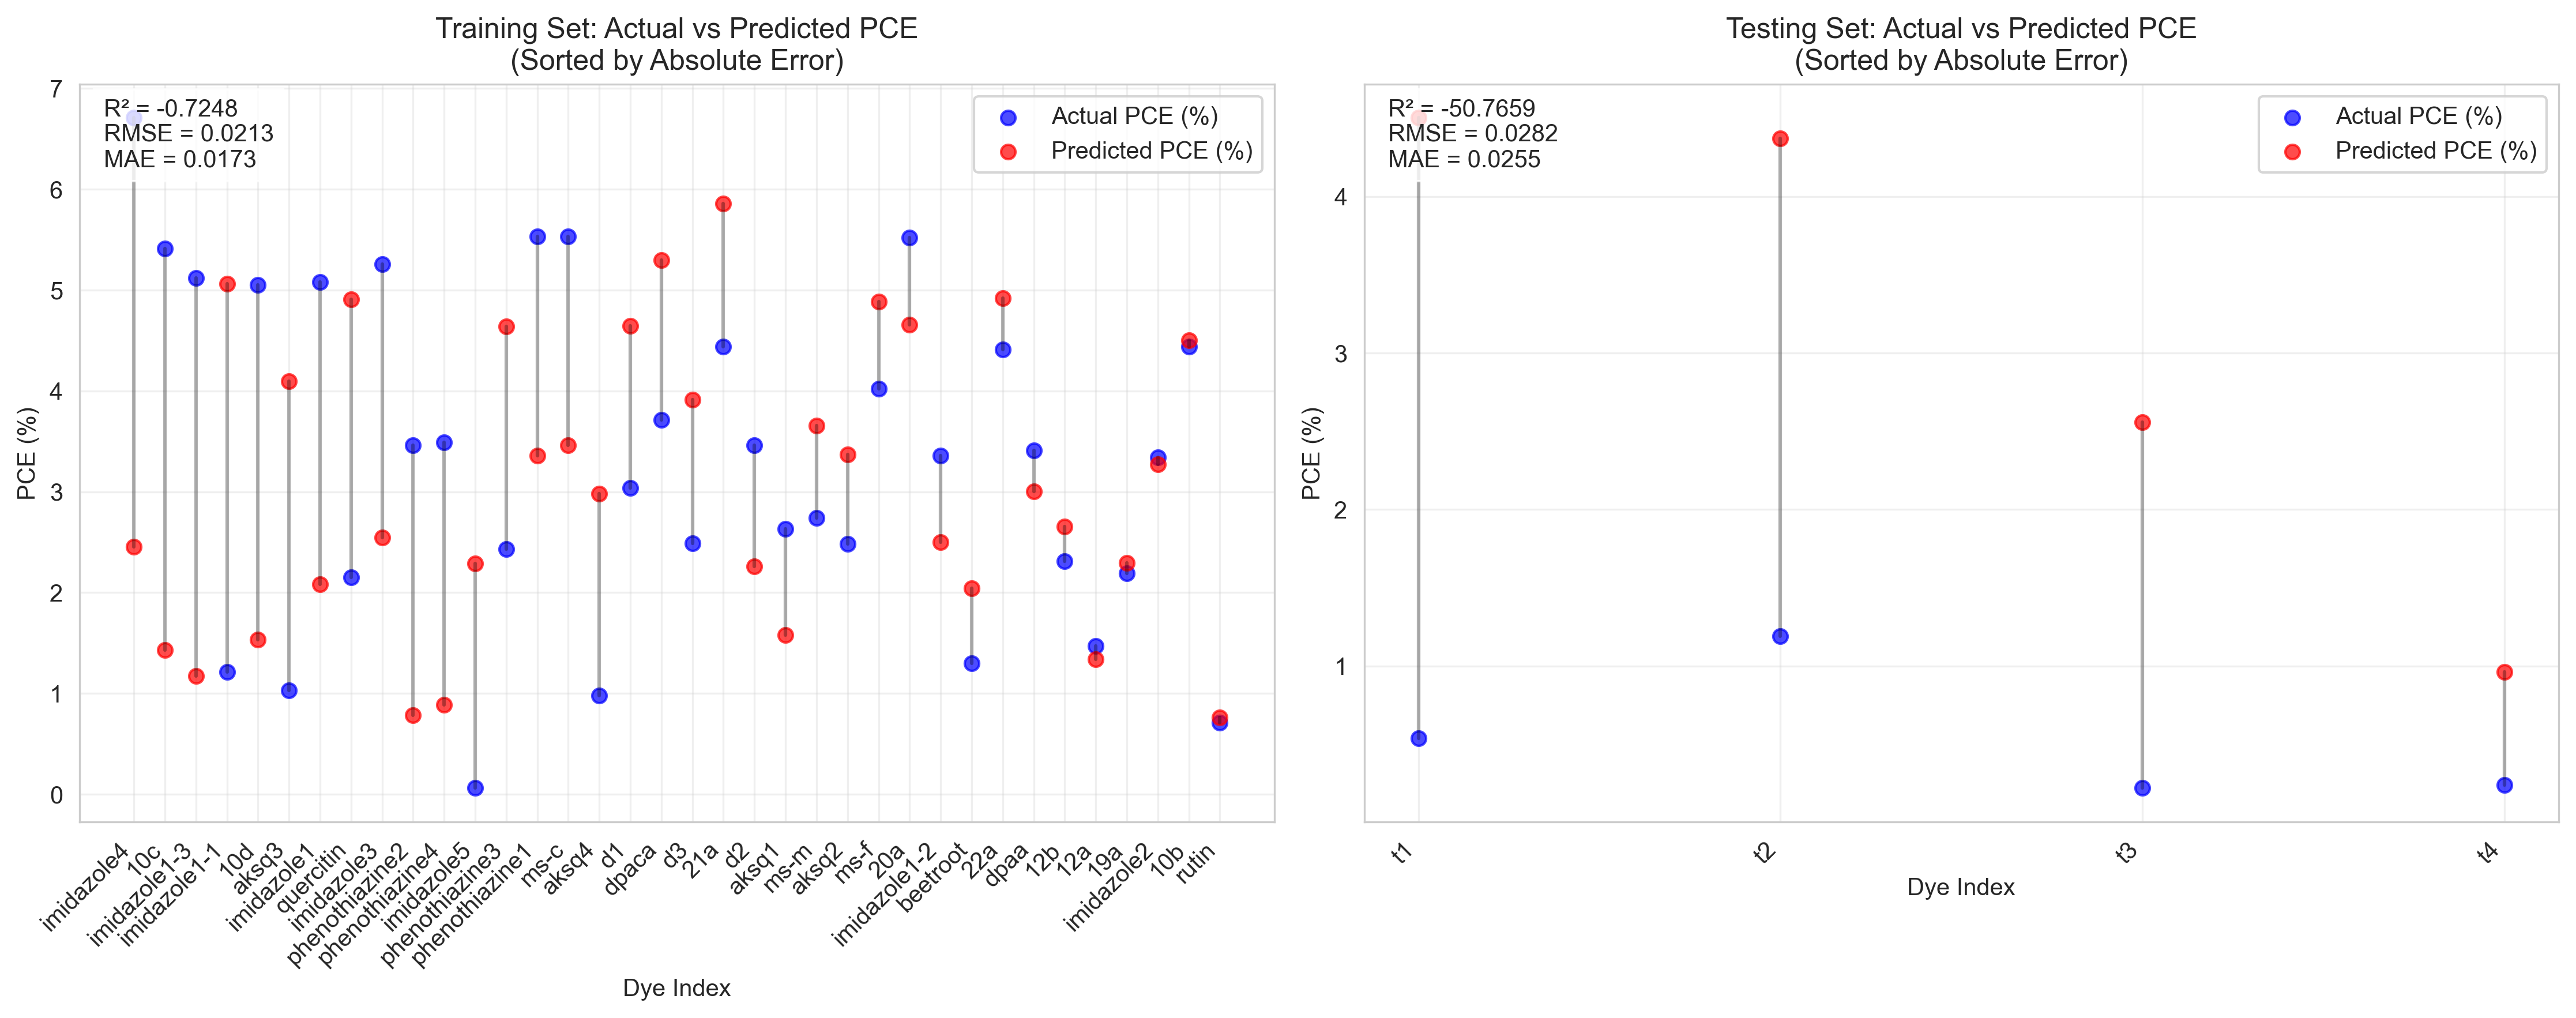 Training Set: Actual vs Predicted PCE
(Sorted by Absolute Error)
R² = -0.7248
RMSE = 0.0213
MAE = 0.0173
Actual PCE (%)
Predicted PCE (%)
PCE (%)
7
6
5
4
3
2
1
0
imidazole4
10c
imidazole1-3
imidazole1-1
10d
aksq3
imidazole1
quercitin
imidazole3
phenothiazine2
phenothiazine4
imidazole5
phenothiazine3
phenothiazine1
ms-c
aksq4
d1
dpaca
d3
21a
d2
aksq1
ms-m
aksq2
ms-f
20a
imidazole1-2
beetroot
22a
dpaa
12b
12a
19a
imidazole2
10b
rutin
Dye Index
Testing Set: Actual vs Predicted PCE
(Sorted by Absolute Error)
R² = -50.7659
RMSE = 0.0282
MAE = 0.0255
Actual PCE (%)
Predicted PCE (%)
PCE (%)
4
3
2
1
t1
t2
t3
t4
Dye Index